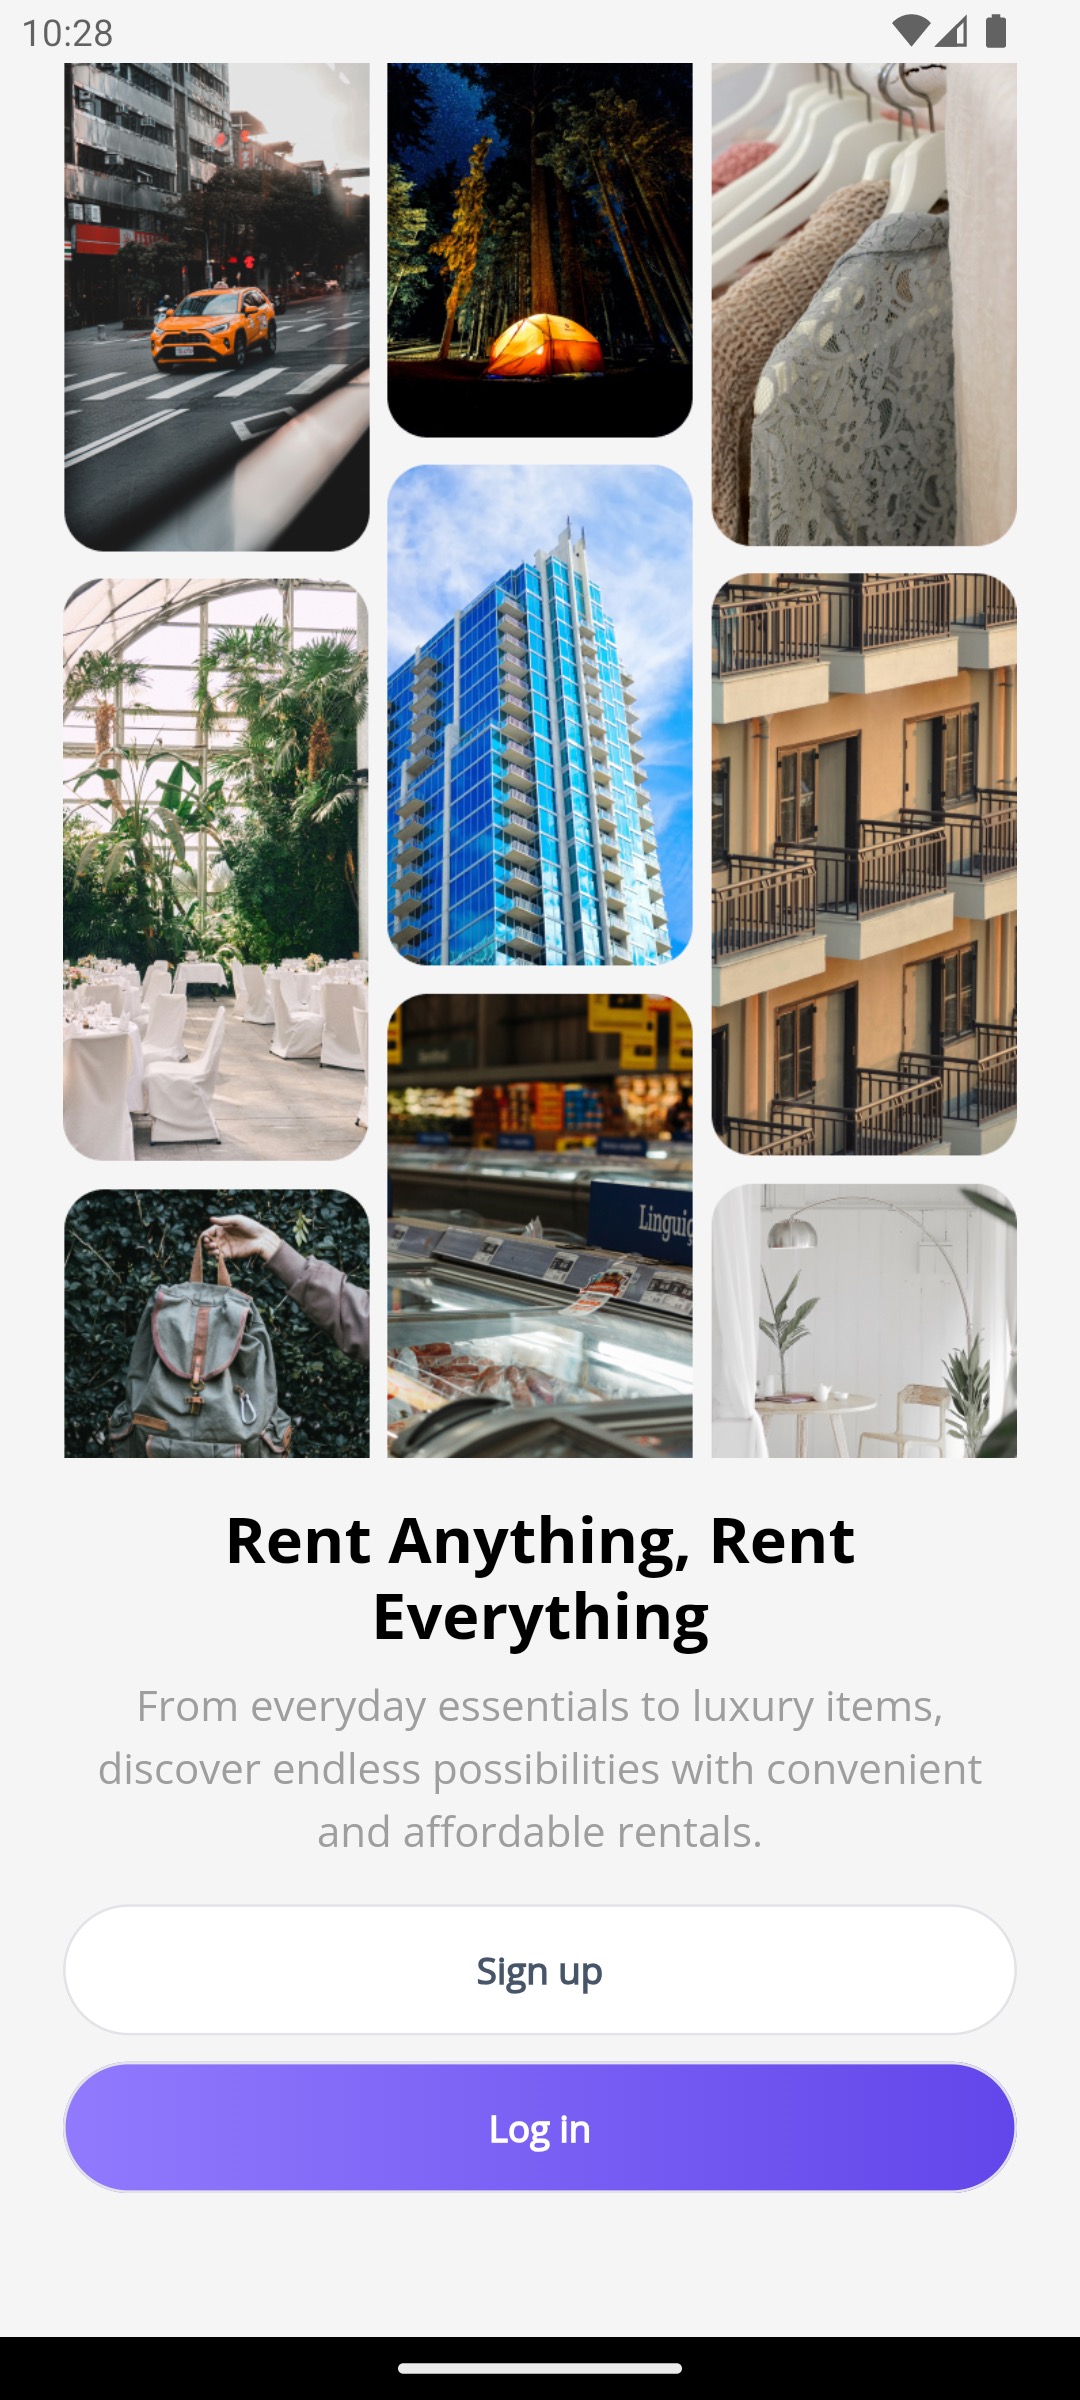 10:28
Rent Anything, Rent
Everything
From everyday essentials to luxury items,
discover endless possibilities with convenient
and affordable rentals.
Sign up
Log in